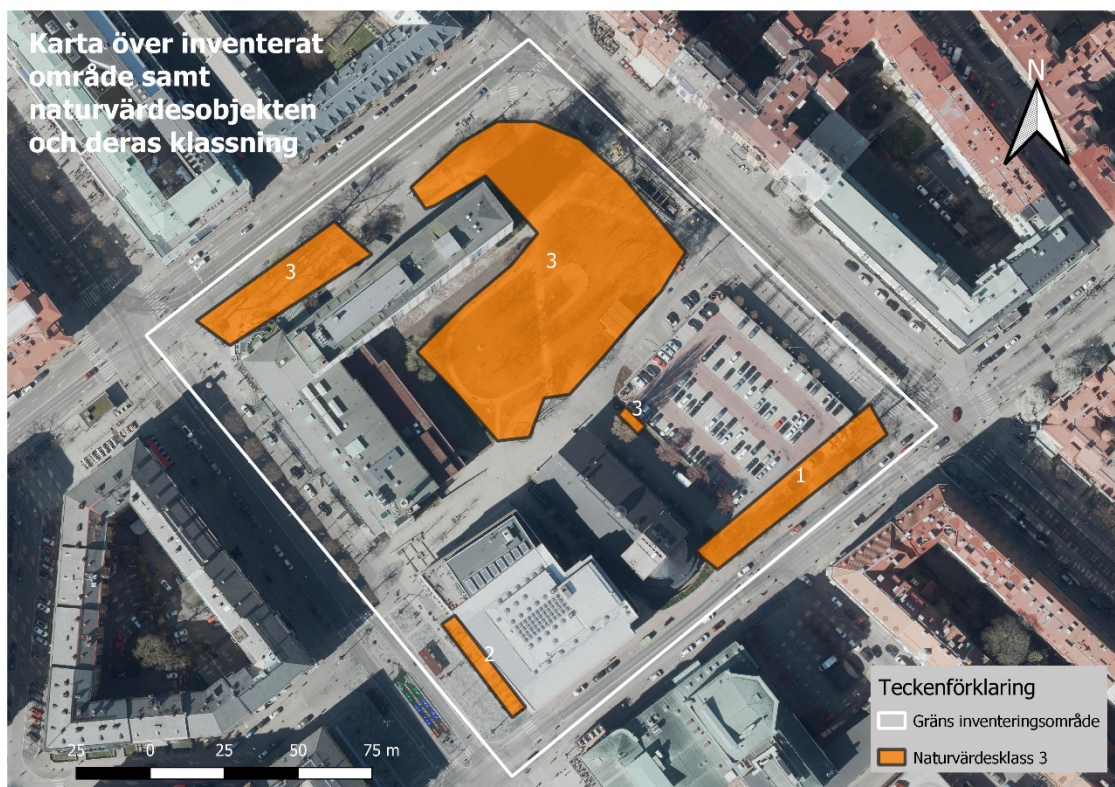 Karta över inventerat
område samt
naturvärdesobjekten
och deras klassning
N
3
3
3
1
2
Teckenförklaring
Gräns inventeringsområde
Naturvärdesklass 3
25 0 25 50 75 m